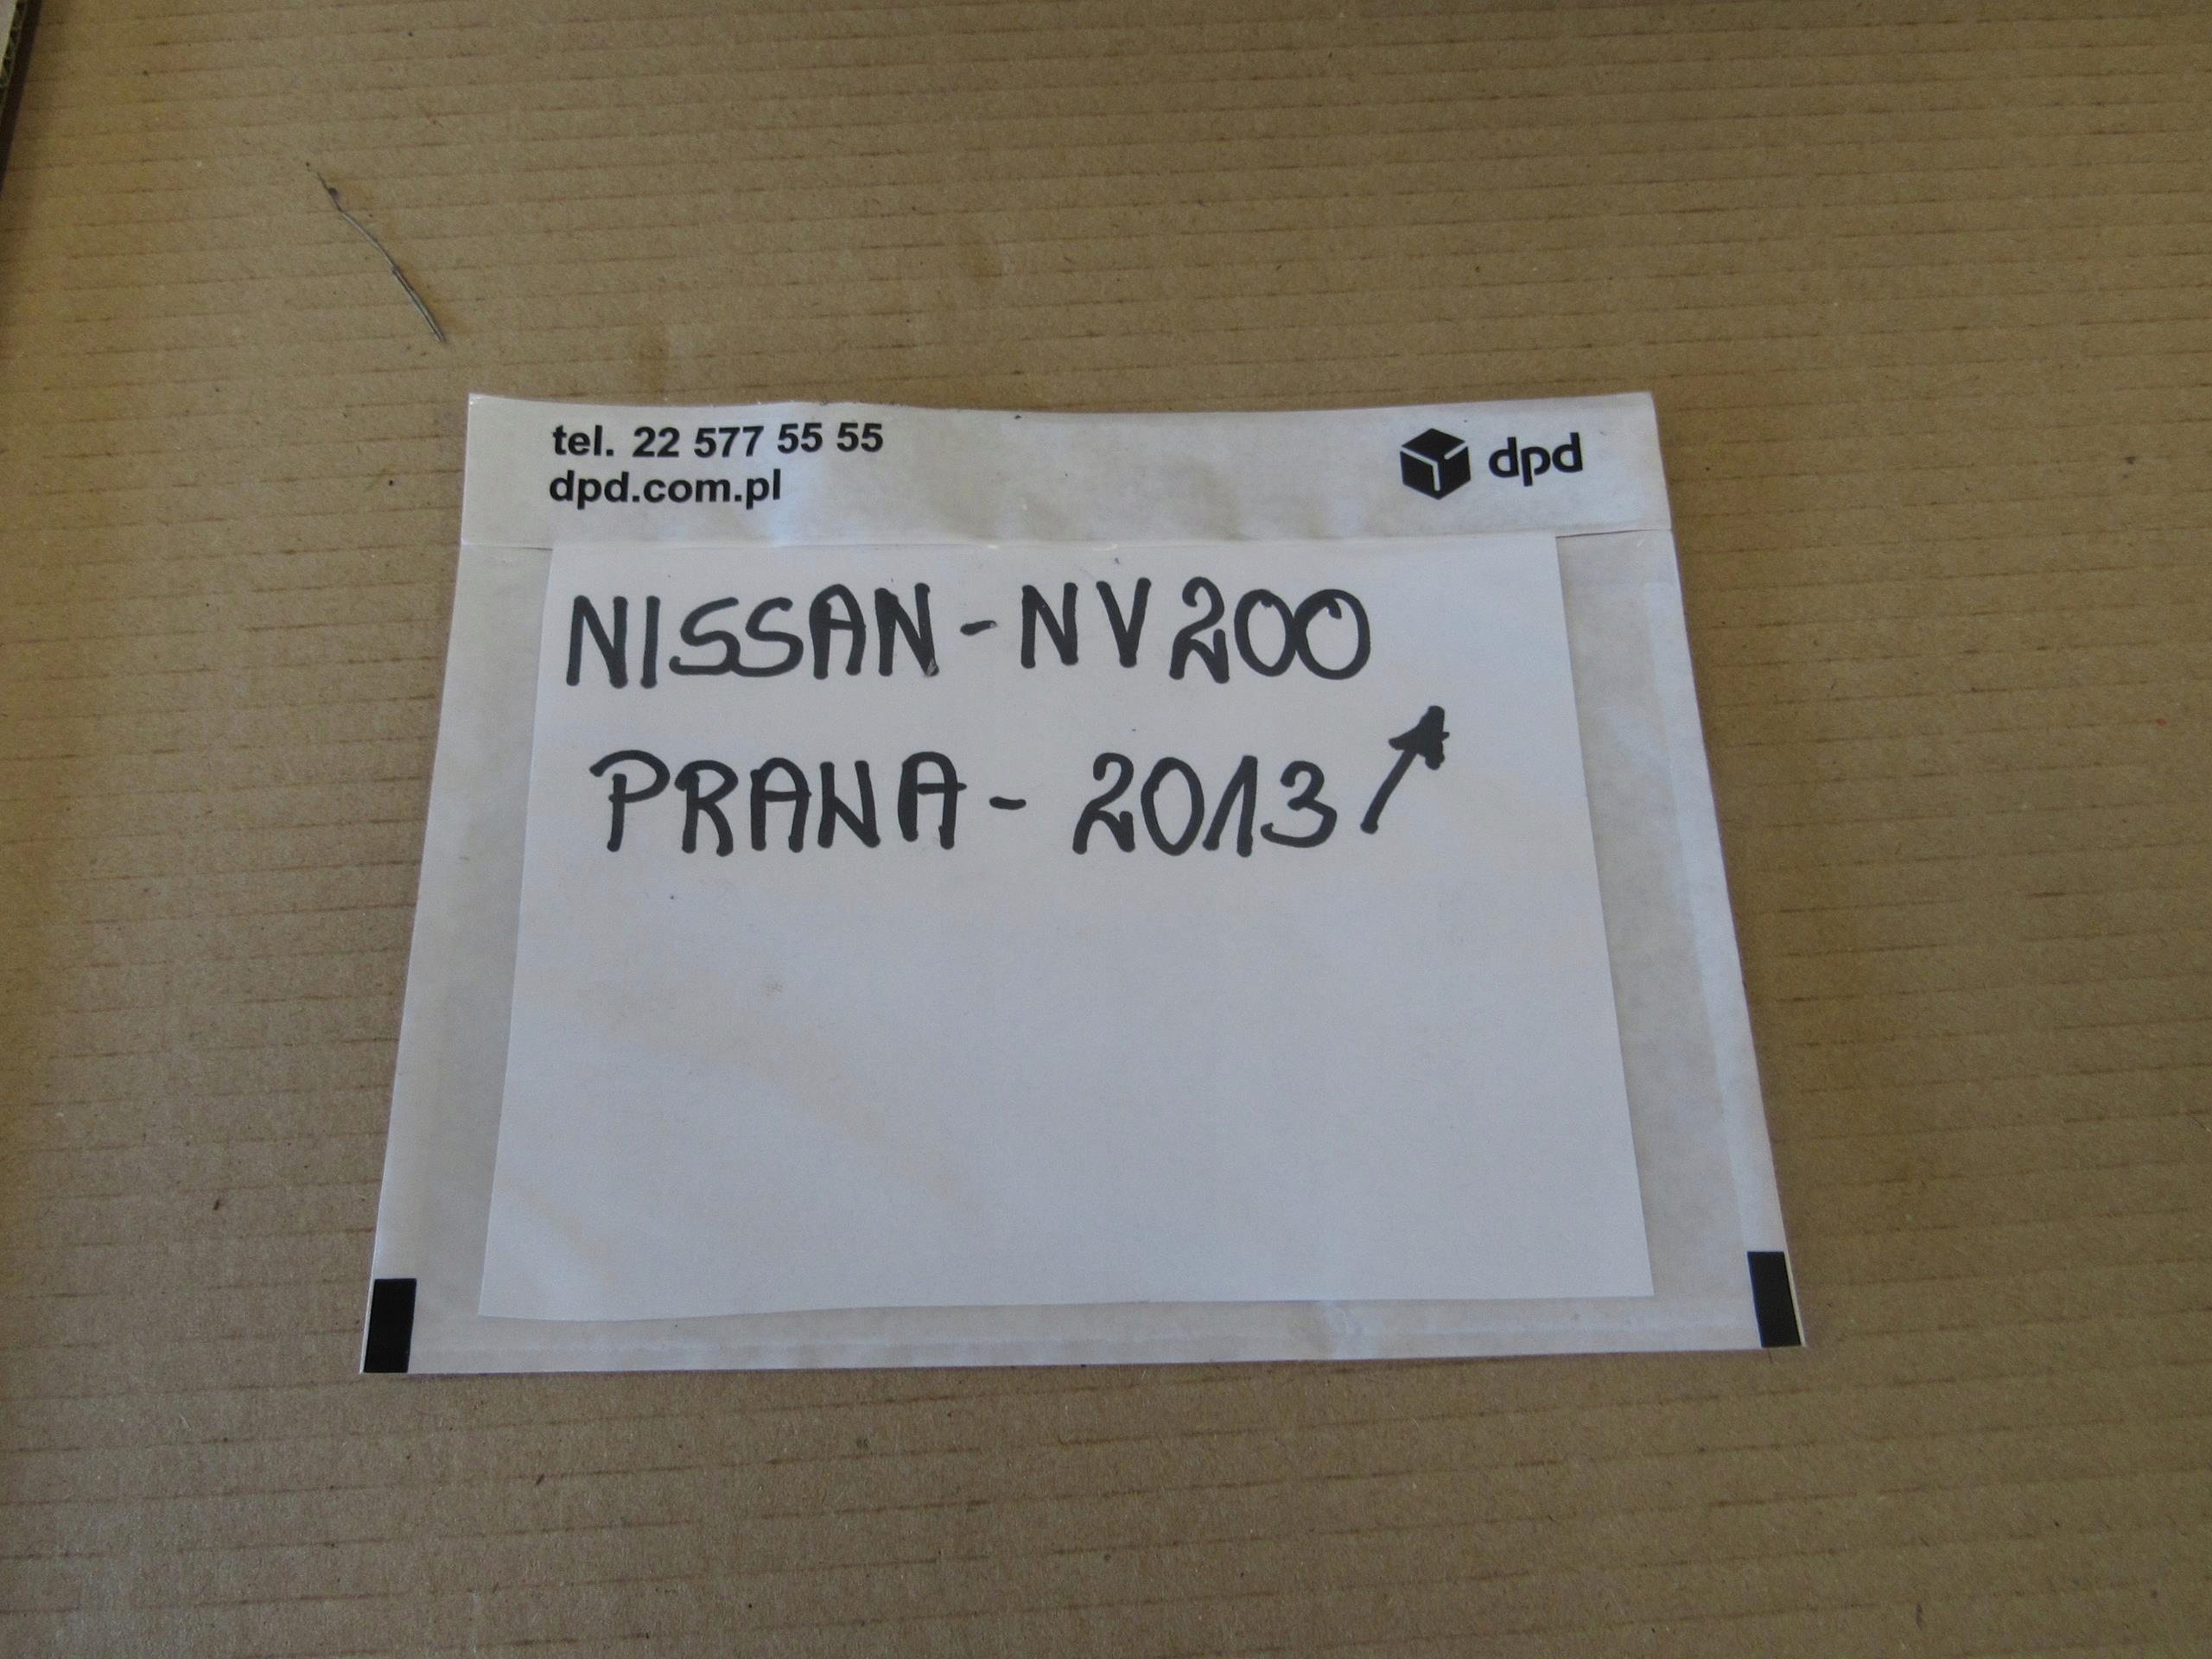 tel. 22 577 55 55
dpd.com.pl
dpd
NISSAN-NV200
PRANA - 2013